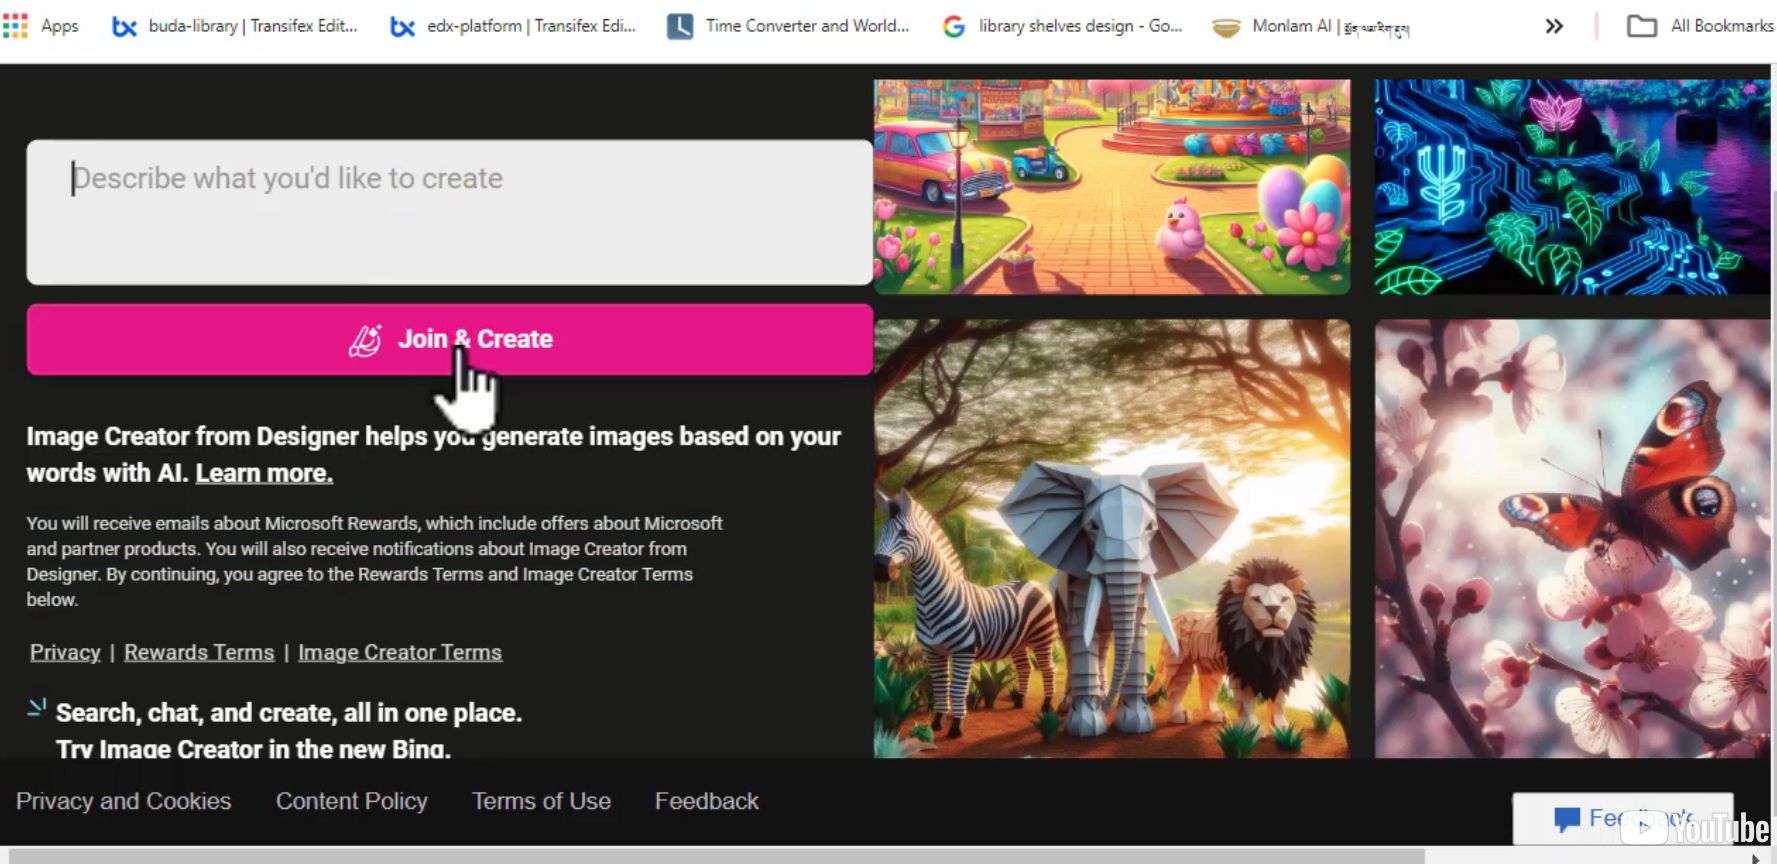 Apps
buda-library | Transifex Edit...
edx-platform | Transifex Edi...
Time Converter and World...
library shelves design - Go...
Monlam AI |
All Bookmarks
Describe what you'd like to create
Join & Create
Image Creator from Designer helps you generate images based on your
words with AI. Learn more.
You will receive emails about Microsoft Rewards, which include offers about Microsoft
and partner products. You will also receive notifications about Image Creator from
Designer. By continuing, you agree to the Rewards Terms and Image Creator Terms
below.
Privacy | Rewards Terms | Image Creator Terms
Search, chat, and create, all in one place.
Try Image Creator in the new Bing.
Privacy and Cookies
Content Policy
Terms of Use
Feedback
Feedback
YouTube